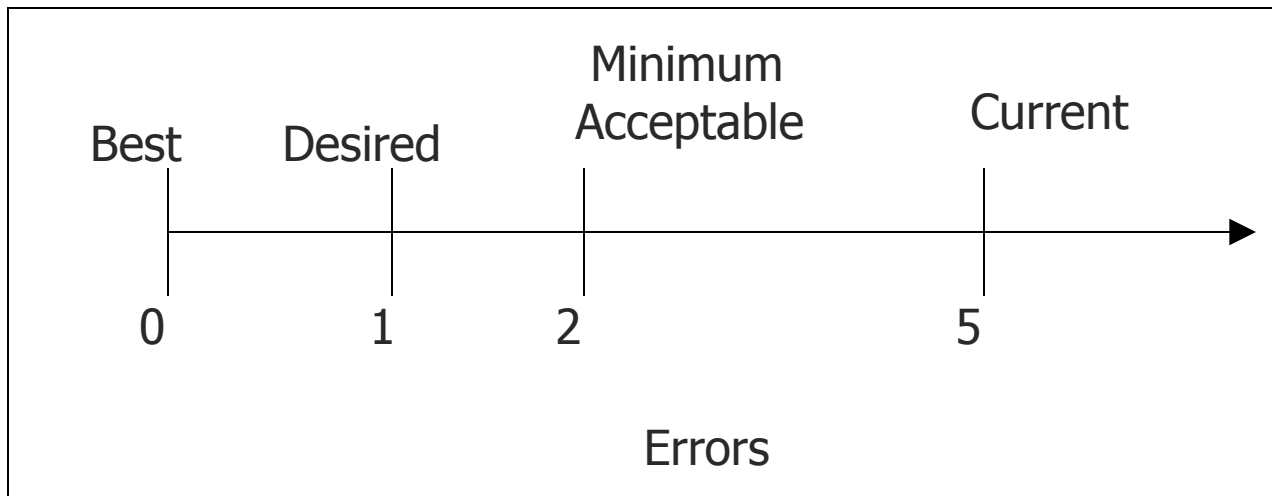 Minimum
Acceptable
Current
Best
Desired
0
1
2
5
Errors